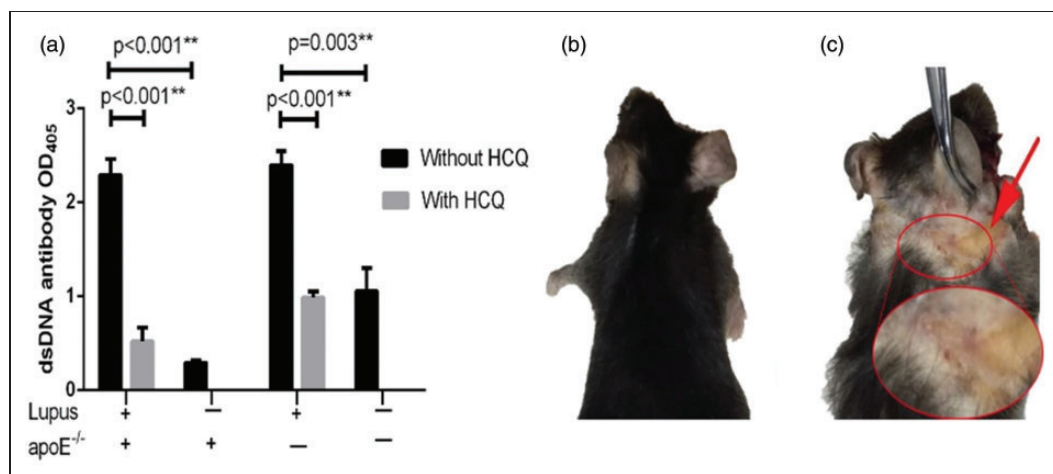 (a)
p<0.001**
p<0.001**
p=0.003**
p<0.001**
dsDNA antibody OD405
3
2
1
0
Without HCQ
With HCQ
Lupus + — + —
apoE-/- + + — —
(b)
(c)